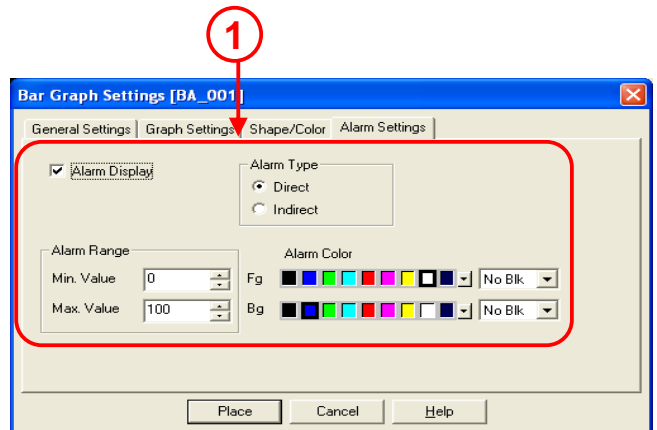 1
Bar Graph Settings [BA_001]
General Settings Graph Settings Shape/Color Alarm Settings
Alarm Display
Alarm Type
Direct
Indirect
Alarm Range
Alarm Color
Min. Value 0 Fg No Blk
Max. Value 100 Bg No Blk
Place Cancel Help